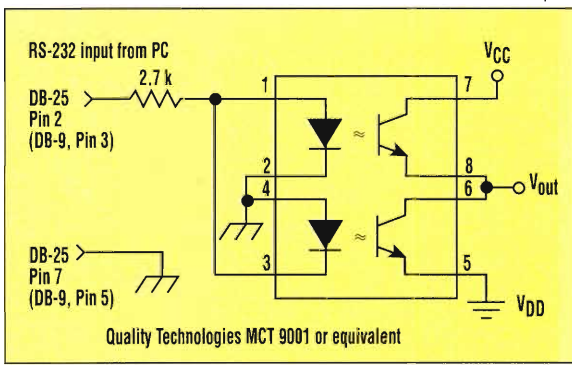 RS-232 input from PC
2.7 k
DB-25
Pin 2
(DB-9, Pin 3)
1
2
4
3
7
8
6
5
VCC
Vout
VDD
DB-25
Pin 7
(DB-9, Pin 5)
≈
≈
Quality Technologies MCT 9001 or equivalent